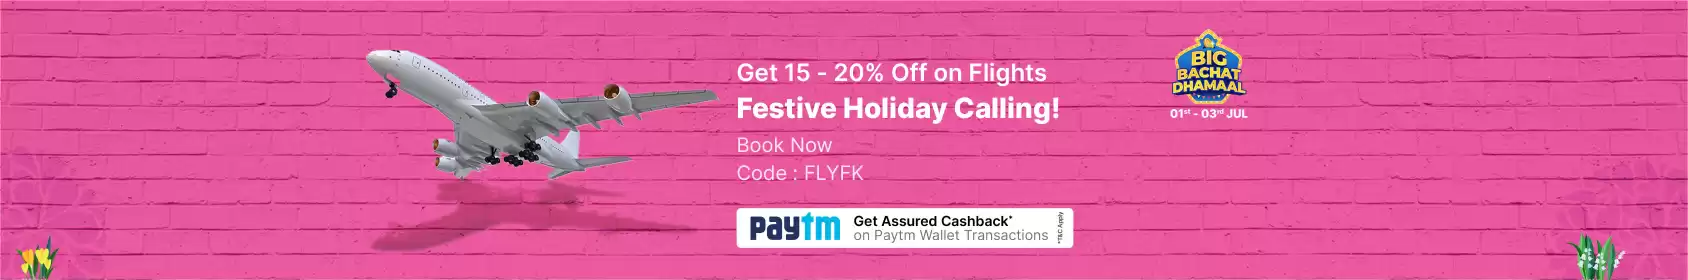 Get 15 - 20% Off on Flights
Festive Holiday Calling!
Book Now
Code : FLYFK
paytm
Get Assured Cashback*
on Paytm Wallet Transactions
*T&C Apply
BIG
BACHAT
DHAMAAL
01st - 03rd JUL